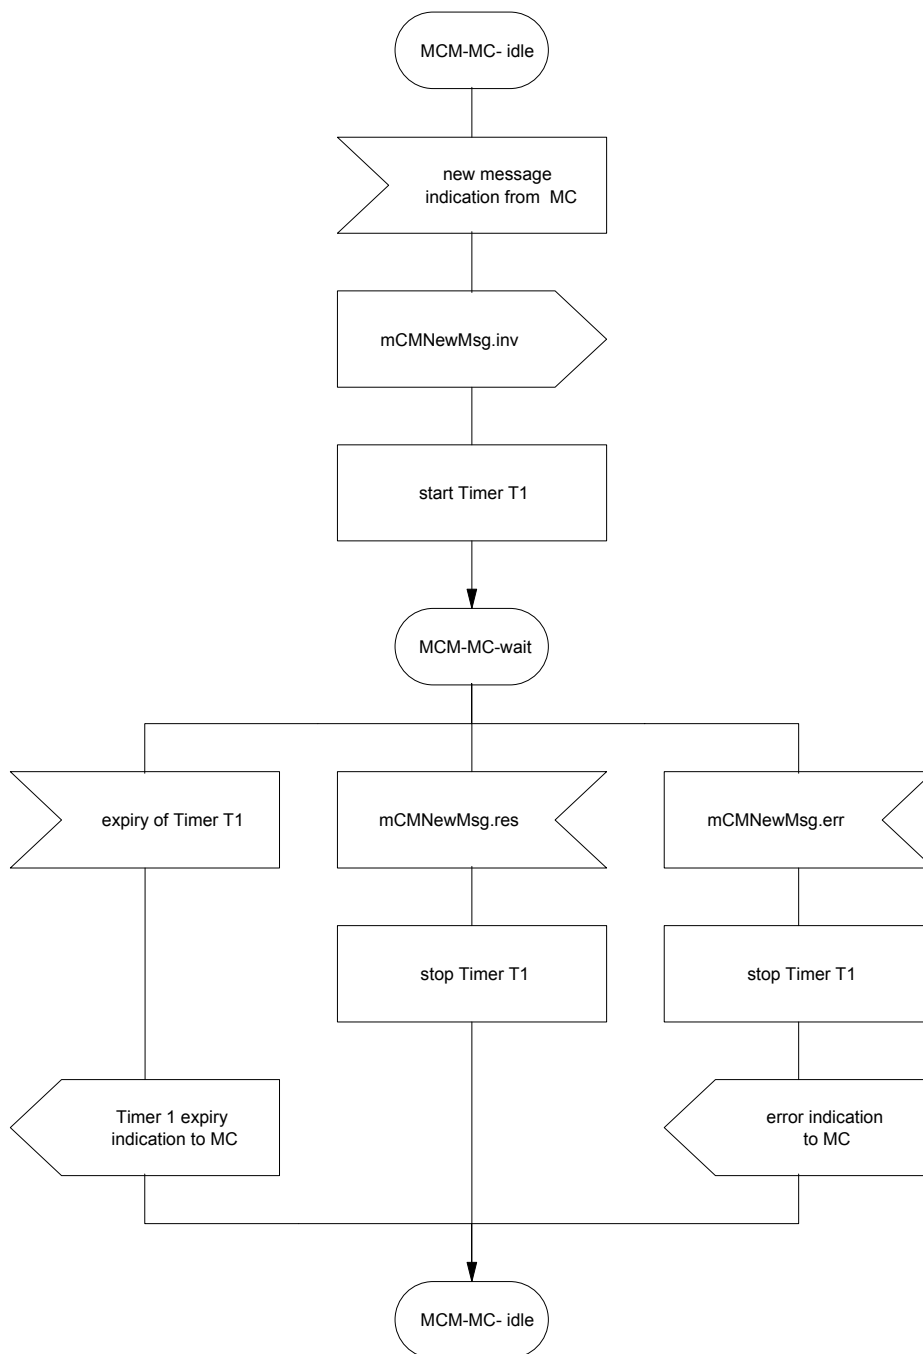 MCM-MC- idle
new message
indication from  MC
mCMNewMsg.inv
start Timer T1
MCM-MC-wait
expiry of Timer T1
mCMNewMsg.res
mCMNewMsg.err
stop Timer T1
stop Timer T1
Timer 1 expiry
indication to MC
error indication
to MC
MCM-MC- idle